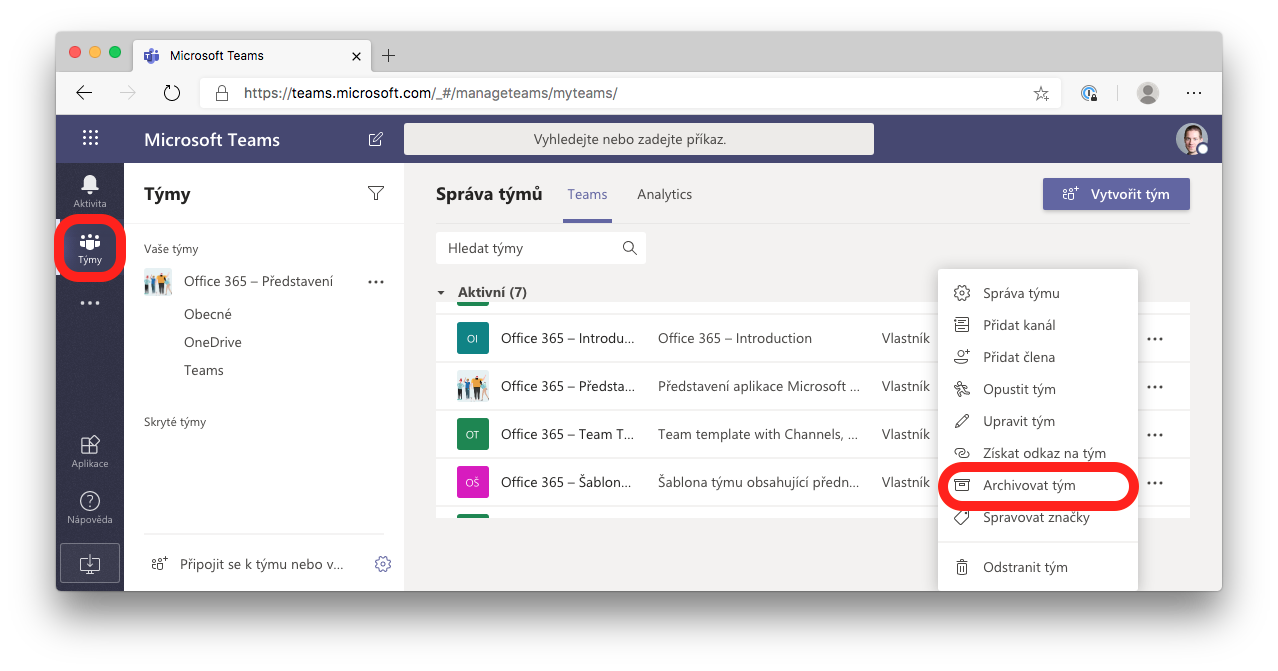 Microsoft Teams
https://teams.microsoft.com/_#/manageteams/myteams/
Microsoft Teams
Vyhledejte nebo zadejte příkaz.
Aktivita
Týmy
Aplikace
Nápověda
Týmy
Vaše týmy
Office 365 – Představení
Obecné
OneDrive
Teams
Skryté týmy
Připojit se k týmu nebo v...
Správa týmů Teams Analytics
Vytvořit tým
Hledat týmy
Aktivní (7)
OI Office 365 – Introdu... Office 365 – Introduction Vlastník
Office 365 – Předsta... Představení aplikace Microsoft ... Vlastník
OT Office 365 – Team T... Team template with Channels, ... Vlastník
OŠ Office 365 – Šablon... Šablona týmu obsahující předn... Vlastník
Správa týmu
Přidat kanál
Přidat člena
Opustit tým
Upravit tým
Získat odkaz na tým
Archivovat tým
Spravovat značky
Odstranit tým